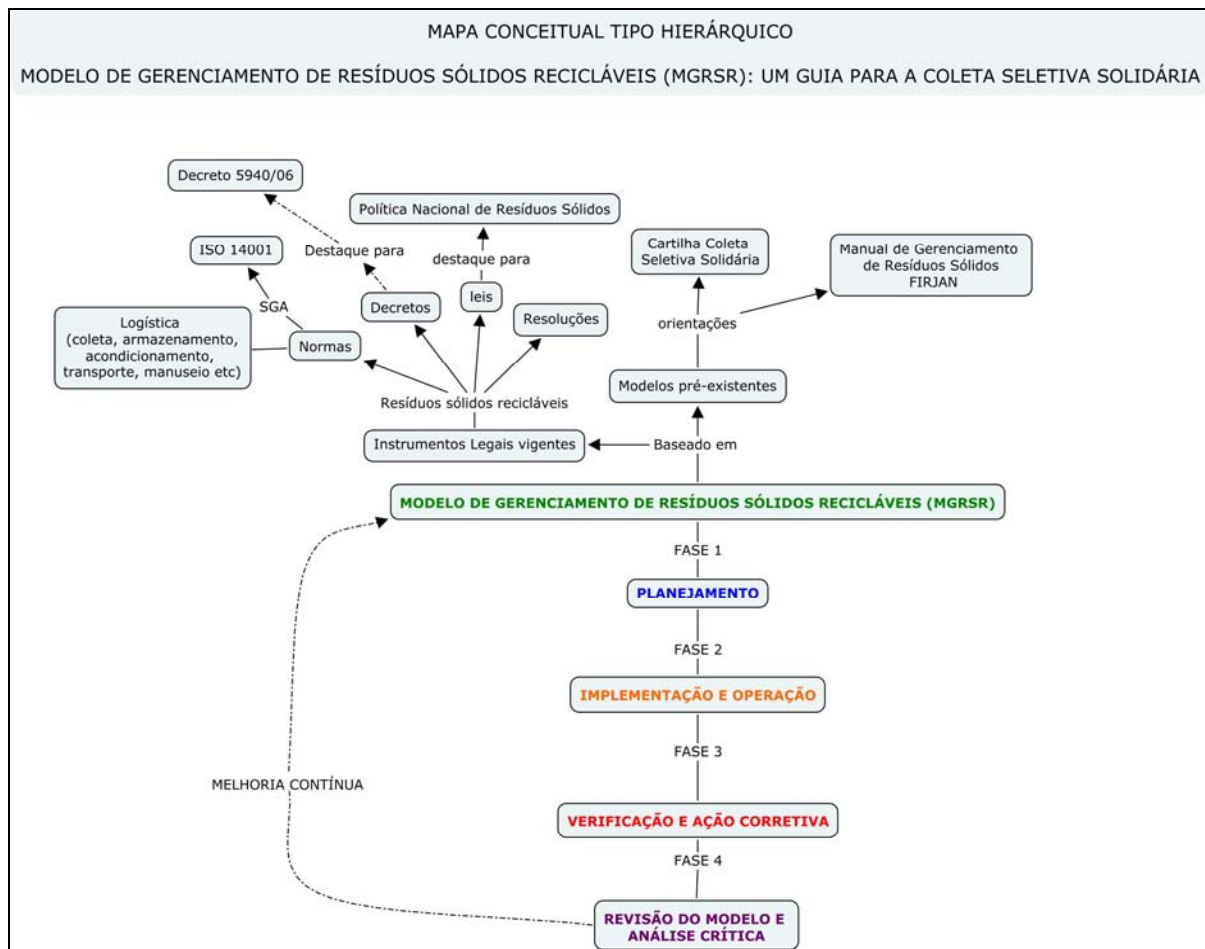 MAPA CONCEITUAL TIPO HIERÁRQUICO
MODELO DE GERENCIAMENTO DE RESÍDUOS SÓLIDOS RECICLÁVEIS (MGRSR): UM GUIA PARA A COLETA SELETIVA SOLIDÁRIA
Decreto 5940/06
Política Nacional de Resíduos Sólidos
ISO 14001
Destaque para
destaque para
Cartilha Coleta
Seletiva Solidária
Manual de Gerenciamento
de Resíduos Sólidos
FIRJAN
SGA
Decretos
leis
Resoluções
orientações
Logística
(coleta, armazenamento,
acondicionamento,
transporte, manuseio etc)
Normas
Resíduos sólidos recicláveis
Modelos pré-existentes
Instrumentos Legais vigentes
Baseado em
MODELO DE GERENCIAMENTO DE RESÍDUOS SÓLIDOS RECICLÁVEIS (MGRSR)
FASE 1
PLANEJAMENTO
FASE 2
IMPLEMENTAÇÃO E OPERAÇÃO
FASE 3
MELHORIA CONTÍNUA
VERIFICAÇÃO E AÇÃO CORRETIVA
FASE 4
REVISÃO DO MODELO E
ANÁLISE CRÍTICA